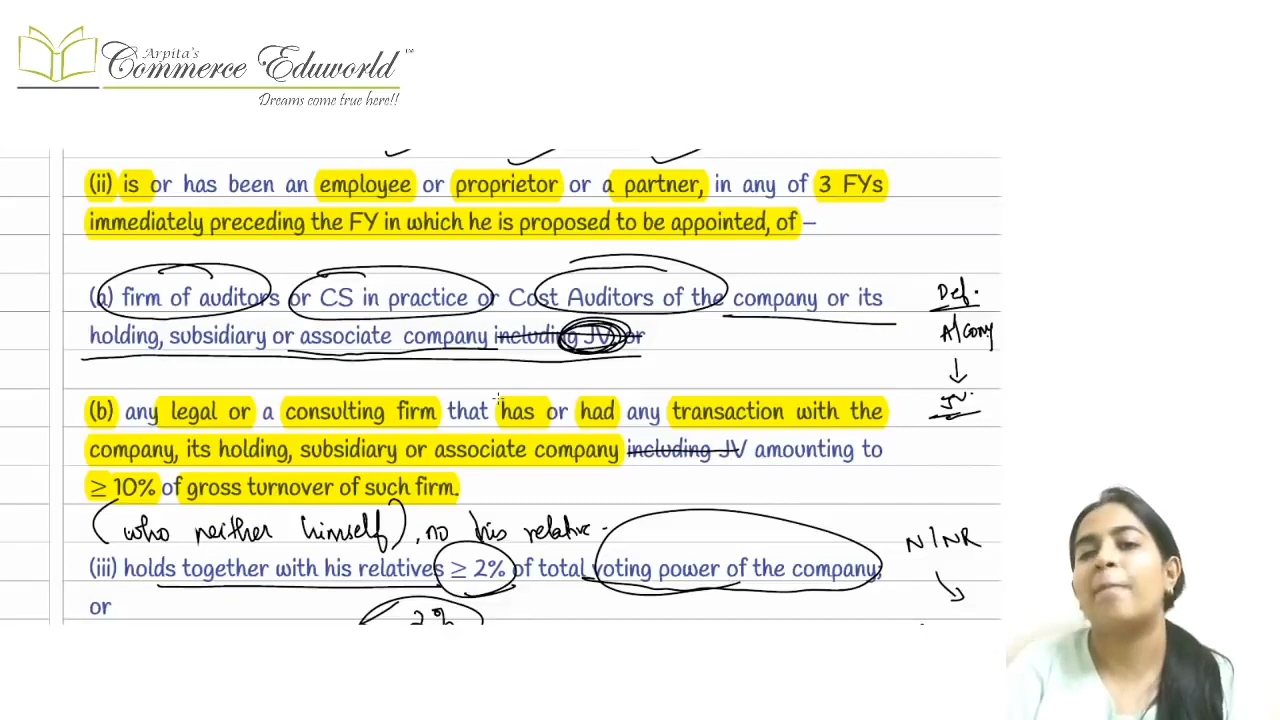 Arpita's
Commerce Eduworld™
Dreams come true here!!
(ii) is or has been an employee or proprietor or a partner, in any of 3 FYs
immediately preceding the FY in which he is proposed to be appointed, of –
(a) firm of auditors or CS in practice or Cost Auditors of the company or its
holding, subsidiary or associate company including JV or
Def.
A/Comy
↓
JV.
(b) any legal or a consulting firm that has or had any transaction with the
company, its holding, subsidiary or associate company including JV amounting to
≥ 10% of gross turnover of such firm.
(who neither himself), no his relative -
(iii) holds together with his relatives ≥ 2% of total voting power of the company,
N/NR
or
2%